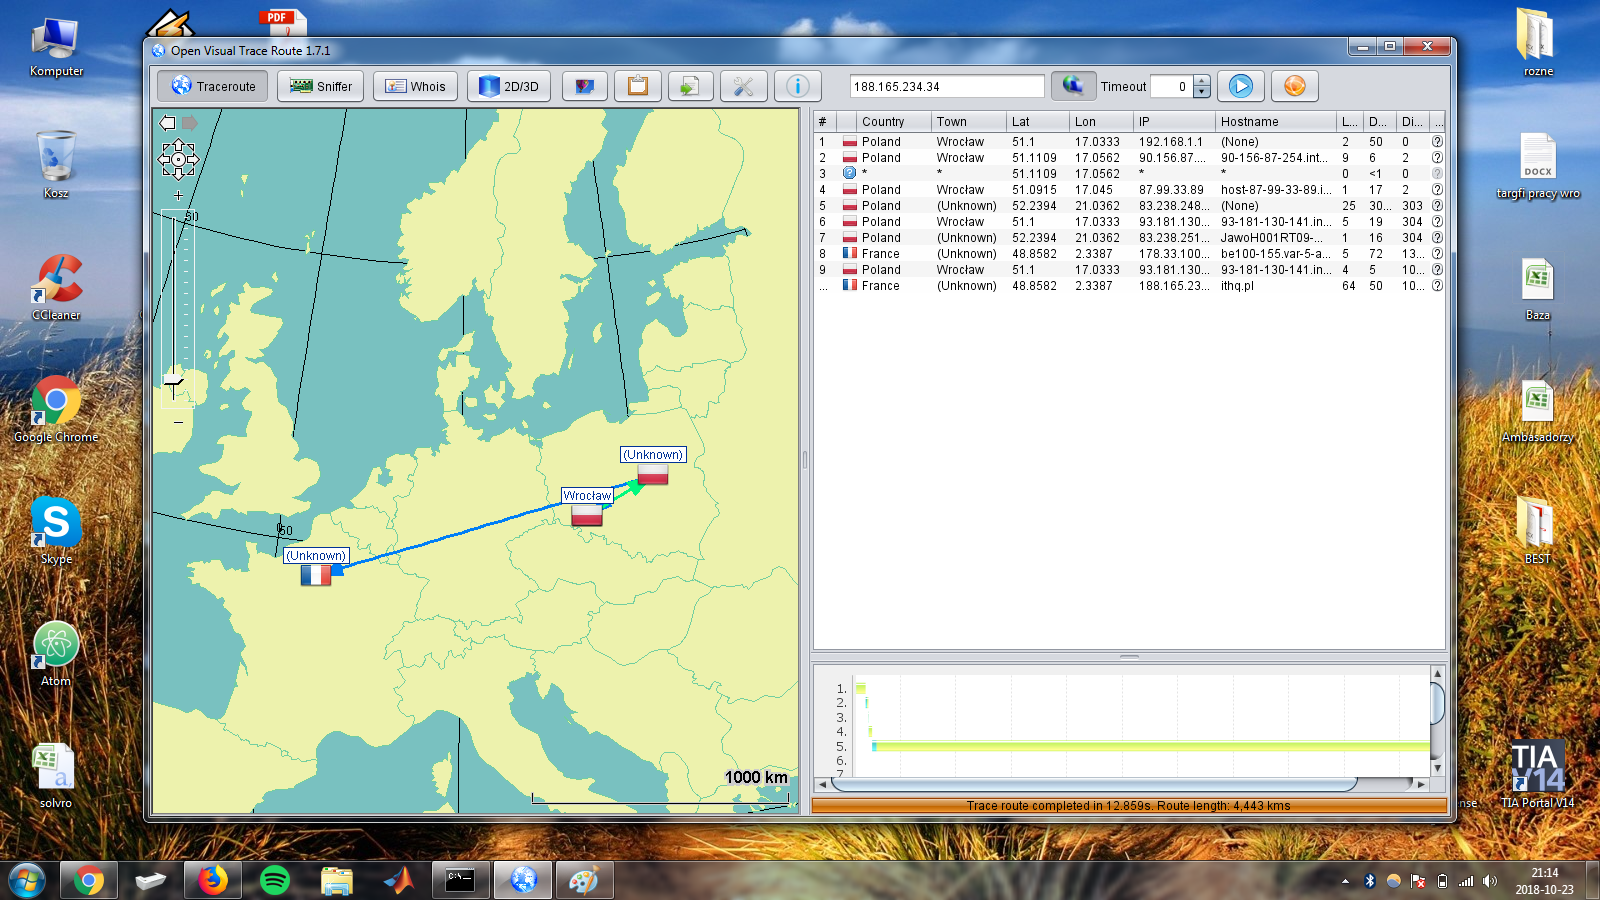 Komputer
Kosz
CCleaner
Google Chrome
Skype
Atom
solvro
PDF
Open Visual Trace Route 1.7.1
Traceroute Sniffer Whois 2D/3D 188.165.234.34 Timeout 0
50
50
0
(Unknown)
Wrocław
(Unknown)
1000 km
# Country Town Lat Lon IP Hostname L... D... Di... ...
1 Poland Wrocław 51.1 17.0333 192.168.1.1 (None) 2 50 0
2 Poland Wrocław 51.1109 17.0562 90.156.87.... 90-156-87-254.int... 9 6 2
3 * * 51.1109 17.0562 * * 0 <1 0
4 Poland Wrocław 51.0915 17.045 87.99.33.89 host-87-99-33-89.i... 1 17 2
5 Poland (Unknown) 52.2394 21.0362 83.238.248... (None) 25 30... 303
6 Poland Wrocław 51.1 17.0333 93.181.130... 93-181-130-141.in... 5 19 304
7 Poland (Unknown) 52.2394 21.0362 83.238.251... JawoH001RT09-... 1 16 304
8 France (Unknown) 48.8582 2.3387 178.33.100... be100-155.var-5-a... 5 72 13...
9 Poland Wrocław 51.1 17.0333 93.181.130... 93-181-130-141.in... 4 5 10...
... France (Unknown) 48.8582 2.3387 188.165.23... ithq.pl 64 50 10...
1.
2.
3.
4.
5.
6.
7
Trace route completed in 12.859s. Route length: 4,443 kms
rozne
DOCX
targfi pracy wro
Baza
Ambasadorzy
BEST
TIA
V14
ense
TIA Portal V14
C:\_
21:14
2018-10-23